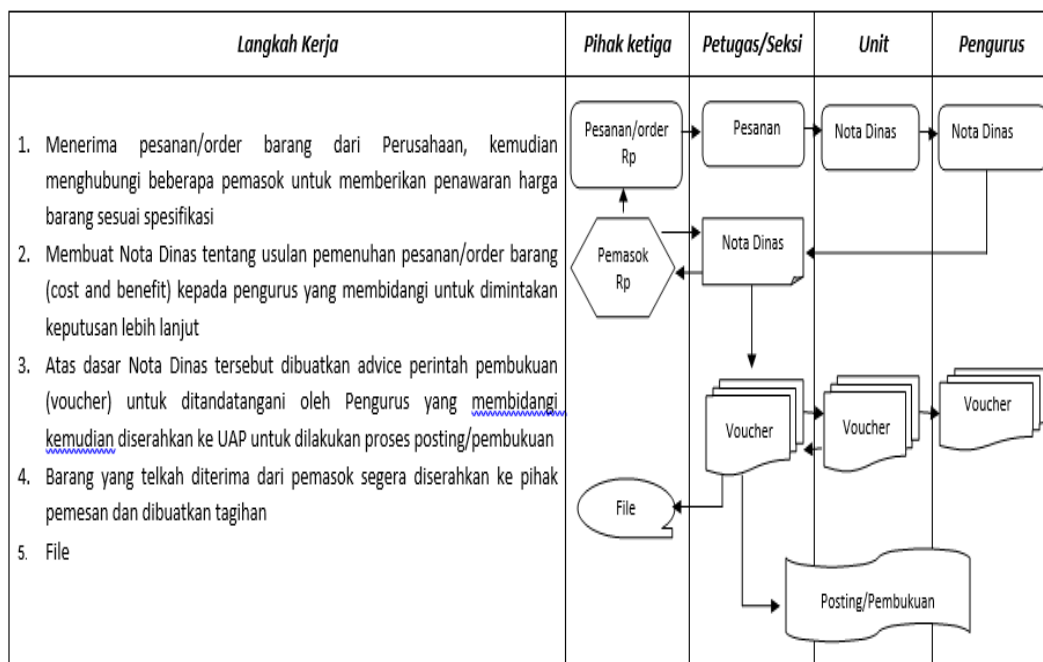 Langkah Kerja
Pihak ketiga
Petugas/Seksi
Unit
Pengurus
1. Menerima pesanan/order barang dari Perusahaan, kemudian
menghubungi beberapa pemasok untuk memberikan penawaran harga
barang sesuai spesifikasi
2. Membuat Nota Dinas tentang usulan pemenuhan pesanan/order barang
(cost and benefit) kepada pengurus yang membidangi untuk dimintakan
keputusan lebih lanjut
3. Atas dasar Nota Dinas tersebut dibuatkan advice perintah pembukuan
(voucher) untuk ditandatangani oleh Pengurus yang membidangi
kemudian diserahkan ke UAP untuk dilakukan proses posting/pembukuan
4. Barang yang telkah diterima dari pemasok segera diserahkan ke pihak
pemesan dan dibuatkan tagihan
5. File
Pesanan/order
Rp
Pesanan
Nota Dinas
Nota Dinas
Pemasok
Rp
Nota Dinas
Voucher
Voucher
Voucher
File
Posting/Pembukuan